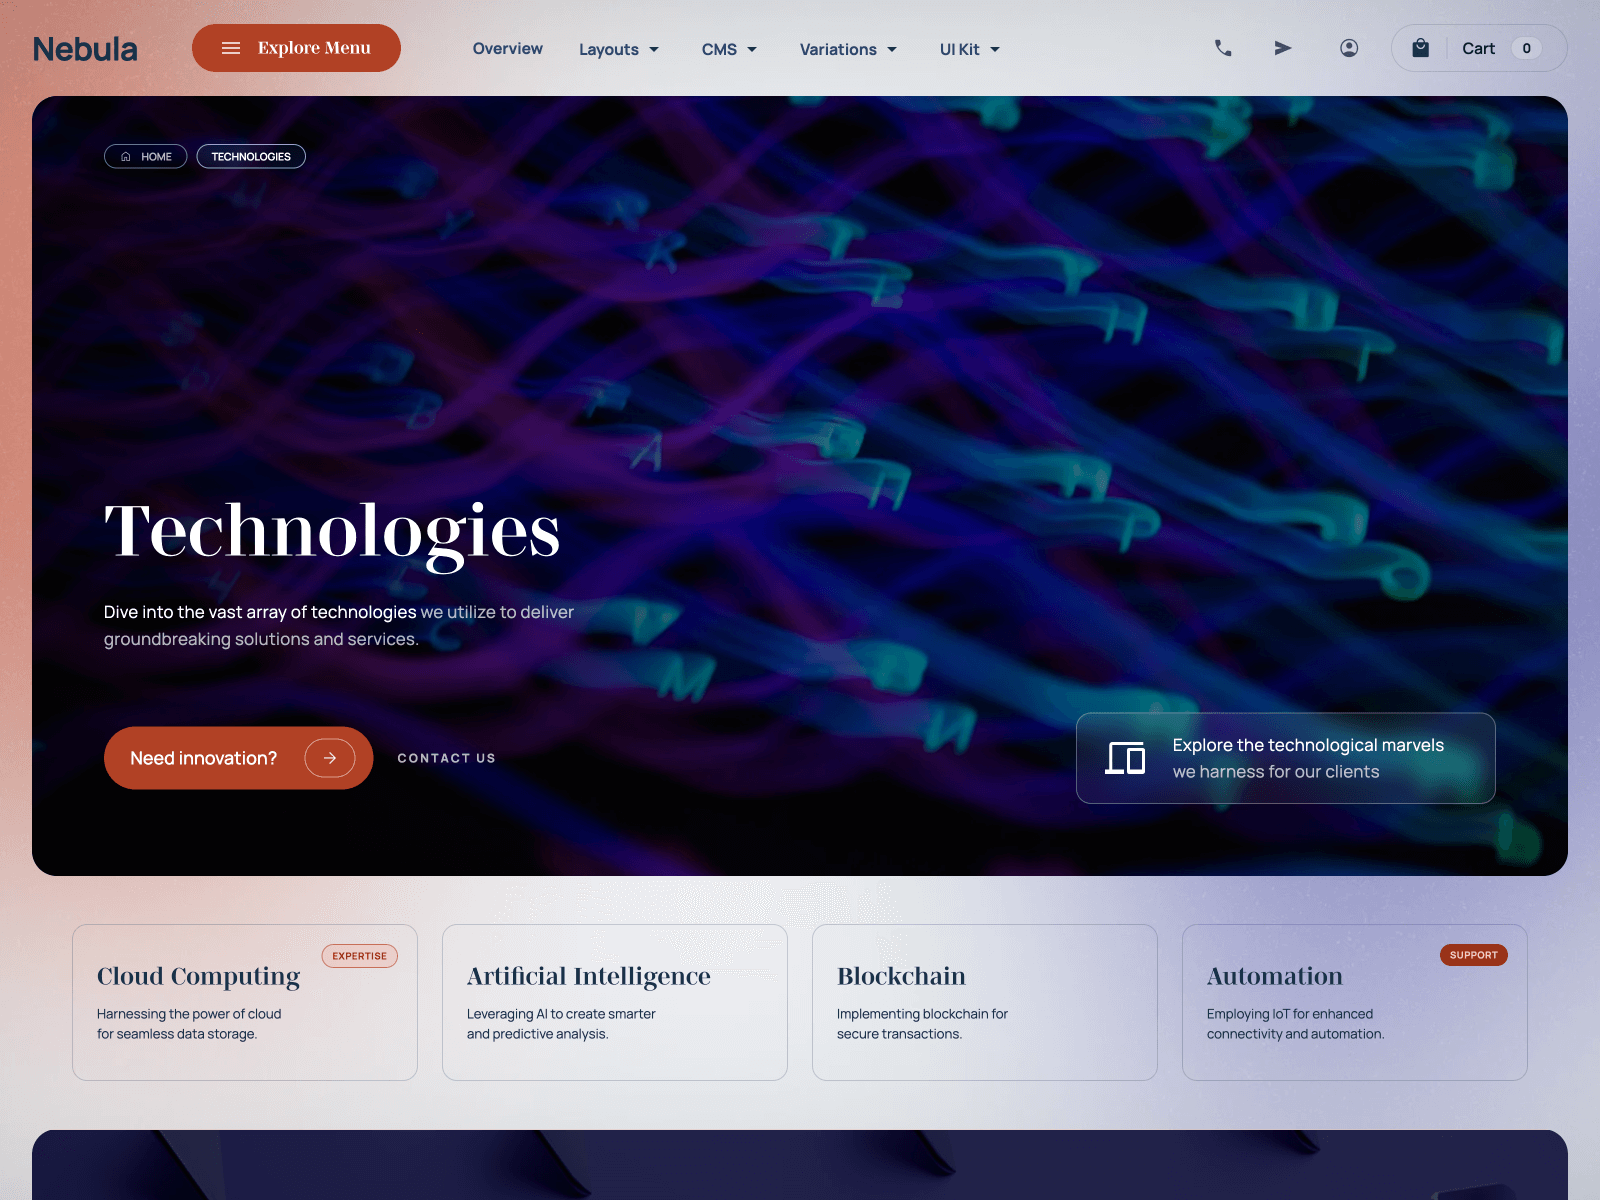 Nebula
Explore Menu
Overview
Layouts
CMS
Variations
UI Kit
Cart
0
HOME
TECHNOLOGIES
Technologies
Dive into the vast array of technologies we utilize to deliver
groundbreaking solutions and services.
Need innovation?
CONTACT US
Explore the technological marvels
we harness for our clients
EXPERTISE
Cloud Computing
Harnessing the power of cloud
for seamless data storage.
Artificial Intelligence
Leveraging AI to create smarter
and predictive analysis.
Blockchain
Implementing blockchain for
secure transactions.
SUPPORT
Automation
Employing IoT for enhanced
connectivity and automation.